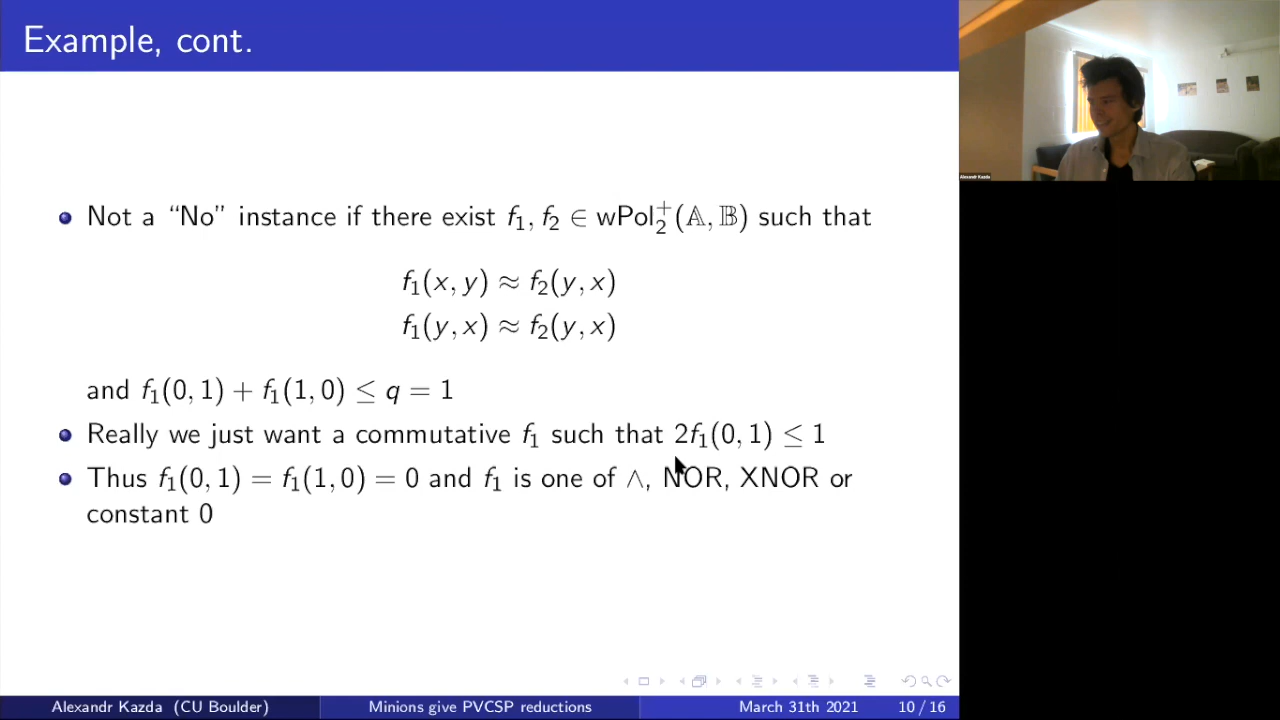 Example, cont.
Not a “No” instance if there exist f₁, f₂ ∈ wPol₂⁺(𝔸, 𝔹) such that
f₁(x, y) ≈ f₂(y, x)
f₁(y, x) ≈ f₂(y, x)
and f₁(0, 1) + f₁(1, 0) ≤ q = 1
Really we just want a commutative f₁ such that 2f₁(0, 1) ≤ 1
Thus f₁(0, 1) = f₁(1, 0) = 0 and f₁ is one of ∧, NOR, XNOR or
constant 0
Alexandr Kazda (CU Boulder) Minions give PVCSP reductions March 31th 2021 10 / 16
Alexandr Kazda